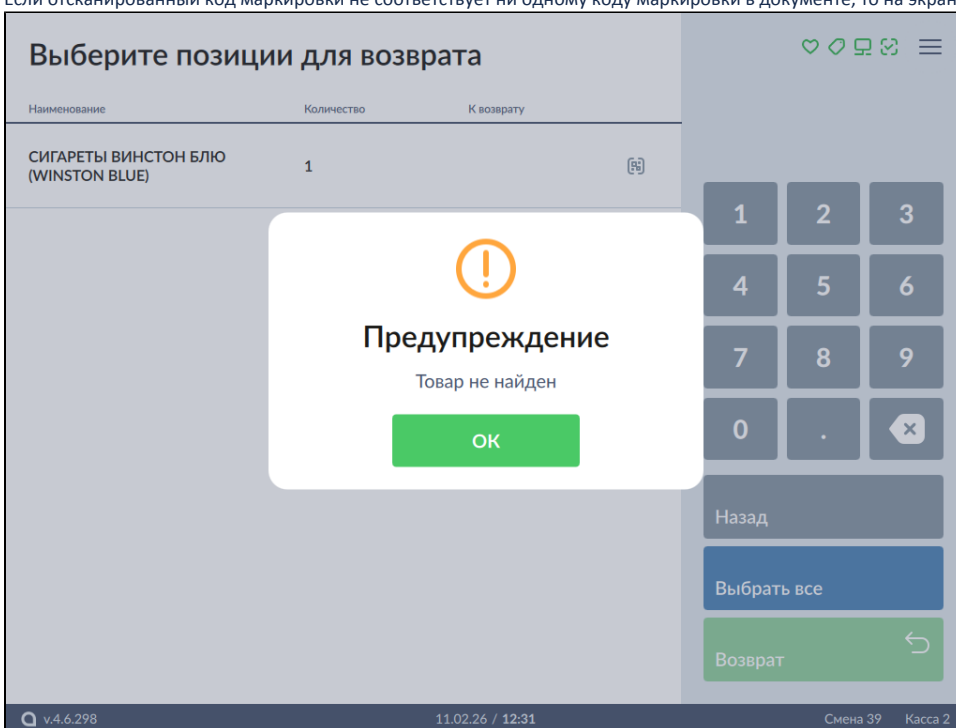 Если отсканированный код маркировки не соответствует ни одному коду маркировки в документе, то на экран
Выберите позиции для возврата
Наименование Количество К возврату
СИГАРЕТЫ ВИНСТОН БЛЮ
(WINSTON BLUE)
1
Предупреждение
Товар не найден
ОК
1 2 3
4 5 6
7 8 9
0 .
Назад
Выбрать все
Возврат
v.4.6.298 11.02.26 / 12:31 Смена 39 Касса 2